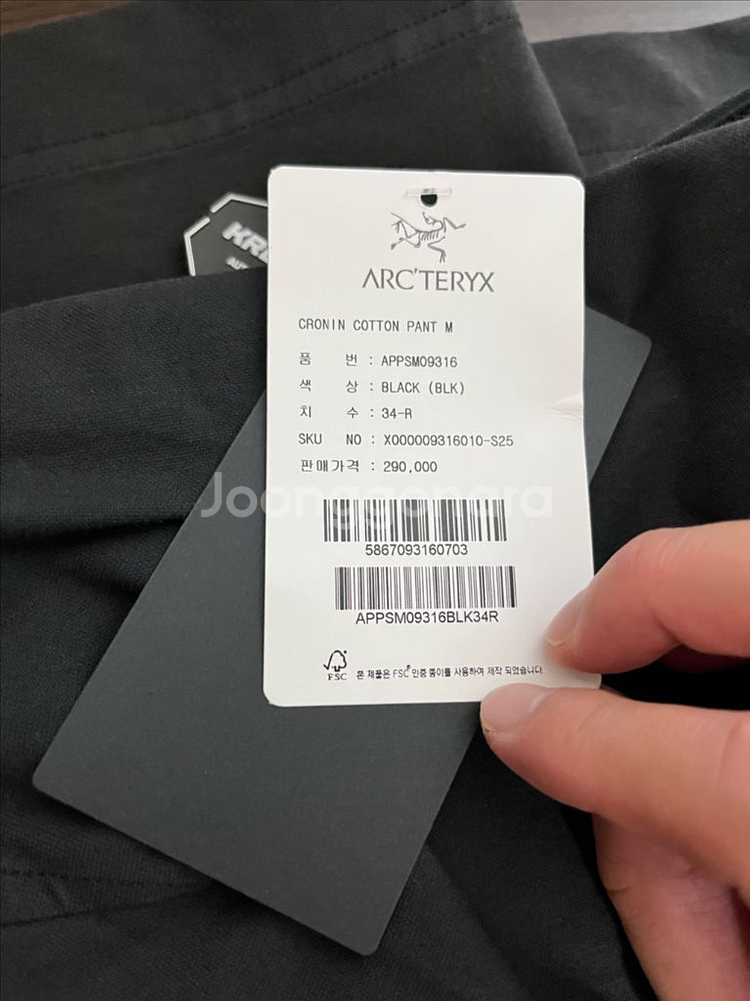 ARC'TERYX
CRONIN COTTON PANT M
품 번 : APPSM09316
색 상 : BLACK (BLK)
치 수 : 34-R
SKU NO : X000009316010-S25
판매가격 : 290,000
Joonggonara
5867093160703
APPSM09316BLK34R
FSC 본 제품은 FSC® 인증 종이를 사용하여 제작 되었습니다.